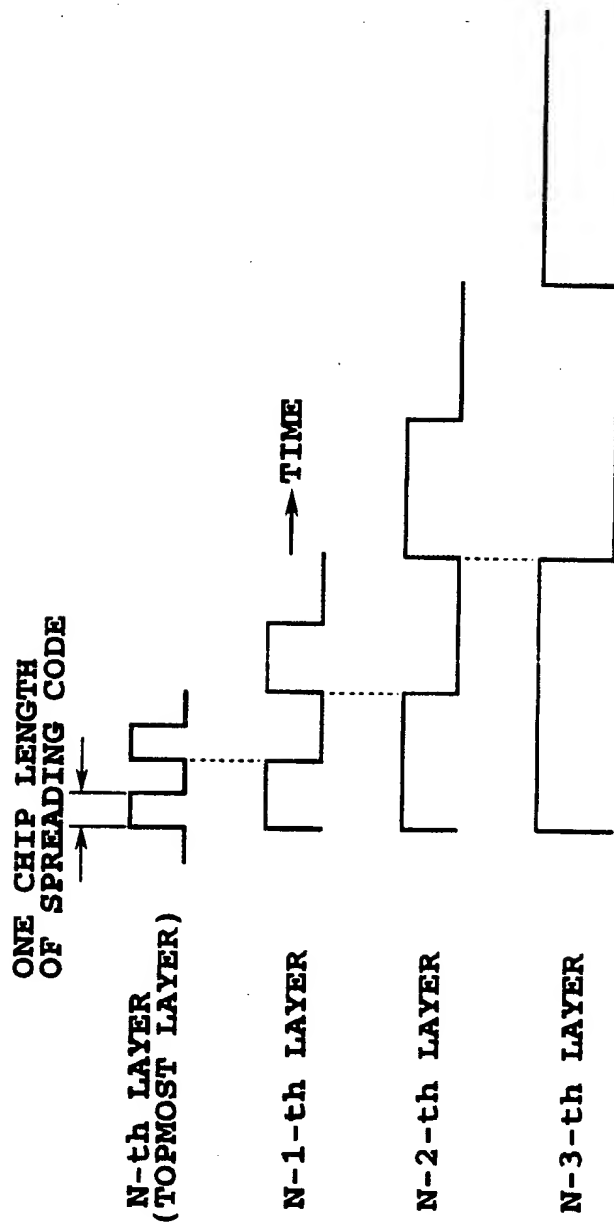 ONE CHIP LENGTH
OF SPREADING CODE
N-th LAYER
(TOPMOST LAYER)
TIME
N-1-th LAYER
N-2-th LAYER
N-3-th LAYER